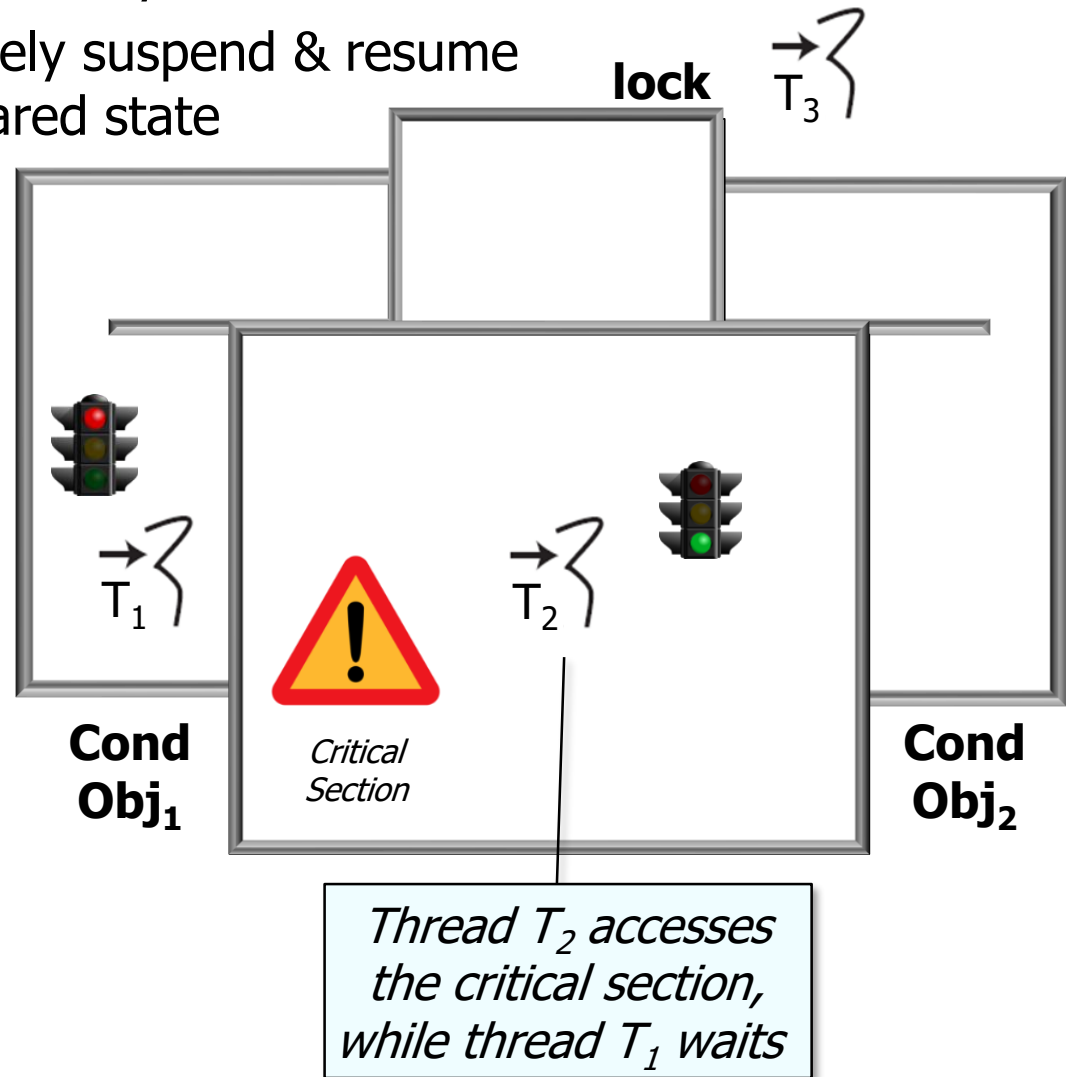 ely suspend & resume
ared state
lock
T3
T1
T2
Critical
Section
Cond
Obj1
Cond
Obj2
Thread T2 accesses
the critical section,
while thread T1 waits